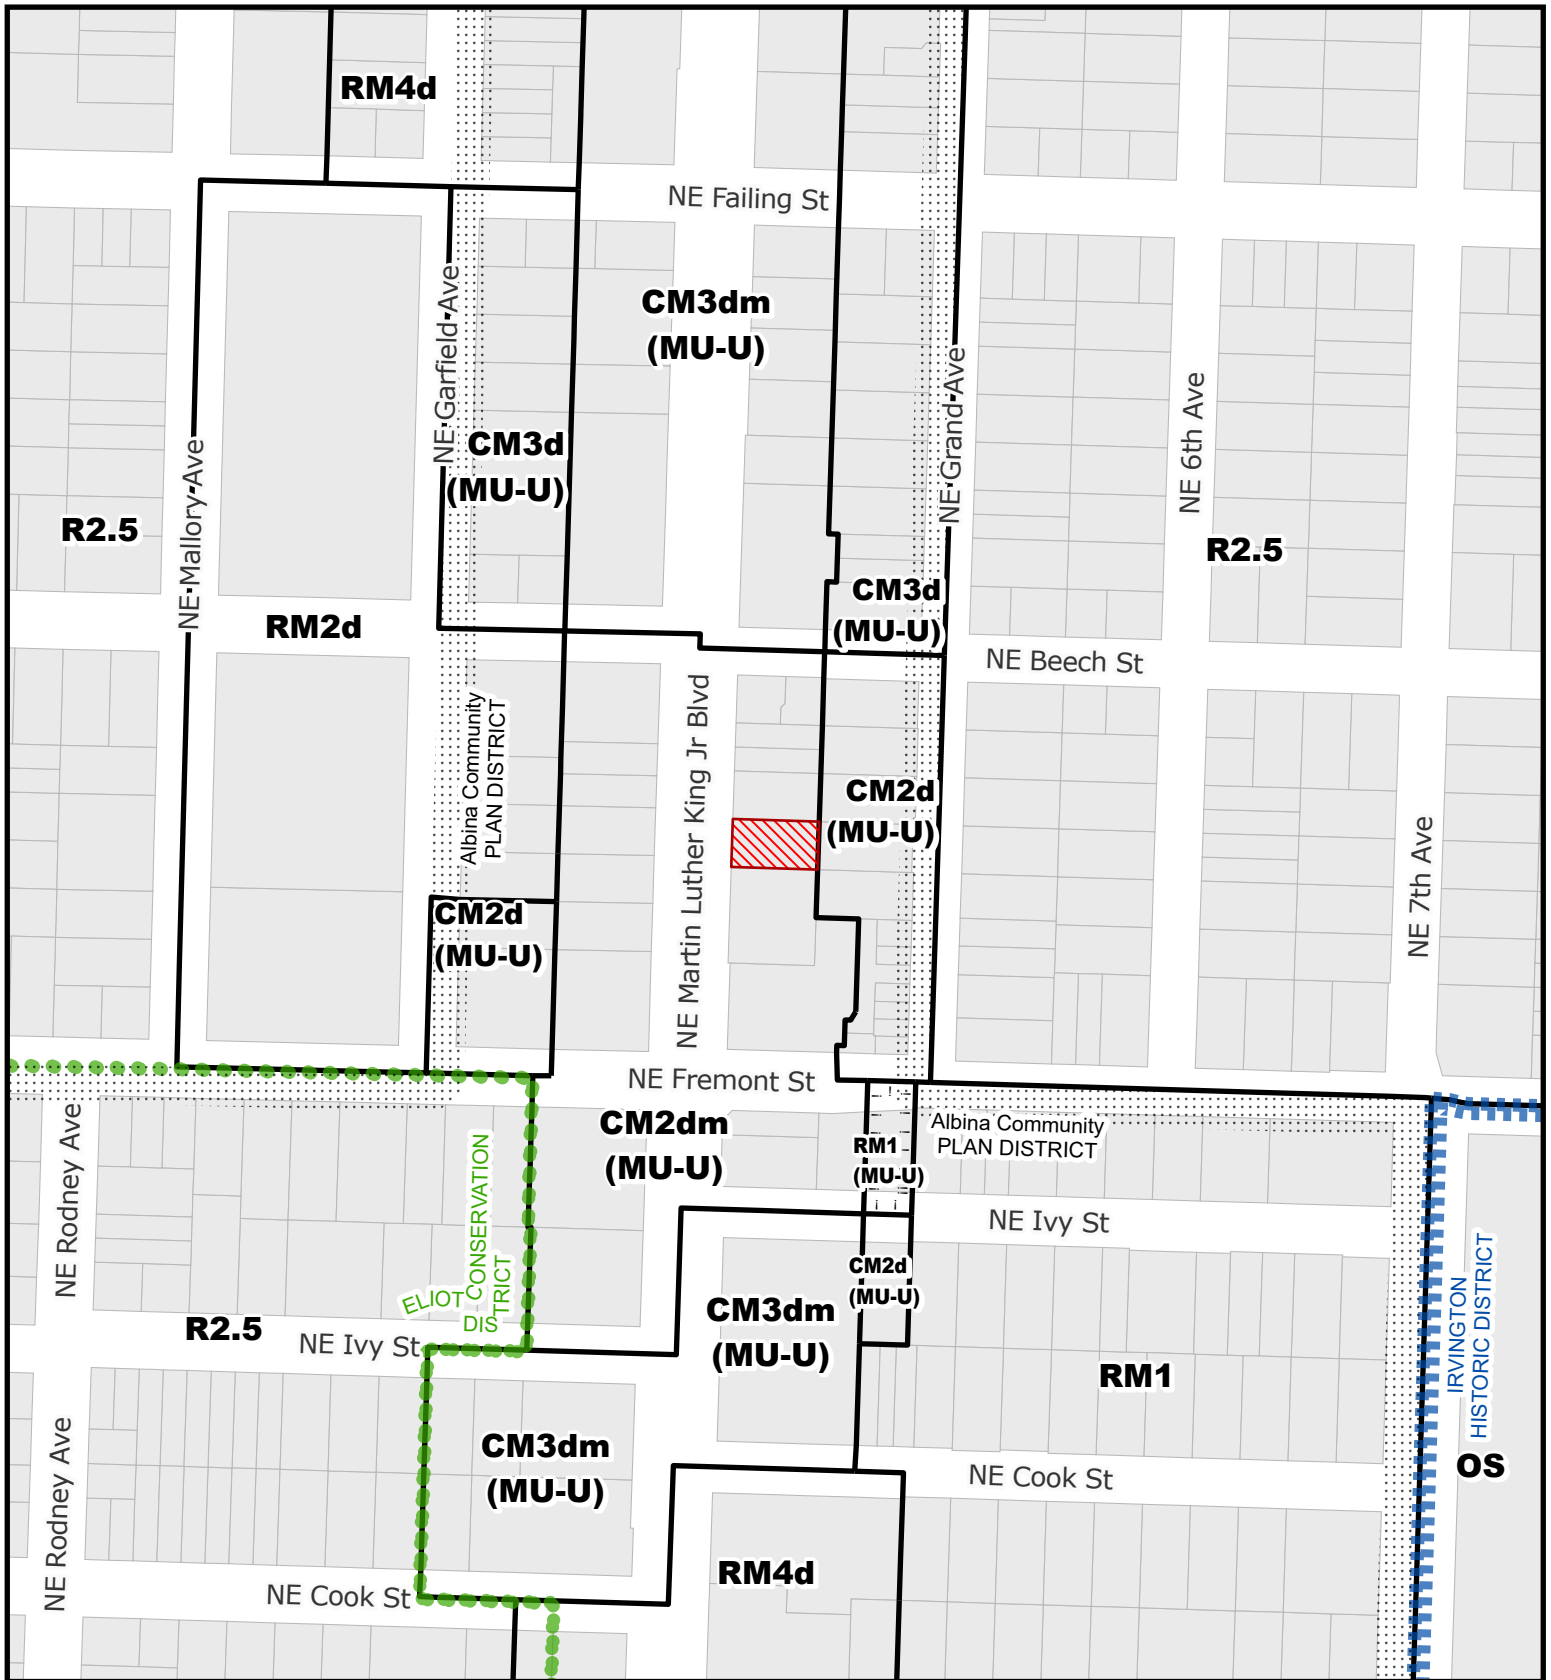 RM4d
NE Failing St
CM3dm
(MU-U)
NE Garfield Ave
CM3d
(MU-U)
NE Grand Ave
NE 6th Ave
NE Mallory Ave
R2.5
R2.5
CM3d
(MU-U)
RM2d
NE Beech St
Albina Community
PLAN DISTRICT
NE Martin Luther King Jr Blvd
CM2d
(MU-U)
NE 7th Ave
CM2d
(MU-U)
NE Fremont St
CM2dm
(MU-U)
RM1
(MU-U)
Albina Community
PLAN DISTRICT
NE Rodney Ave
ELIOT CONSERVATION
DISTRICT
NE Ivy St
CM2d
(MU-U)
CM3dm
(MU-U)
IRVINGTON
HISTORIC DISTRICT
R2.5
NE Ivy St
RM1
CM3dm
(MU-U)
OS
NE Cook St
NE Rodney Ave
RM4d
NE Cook St